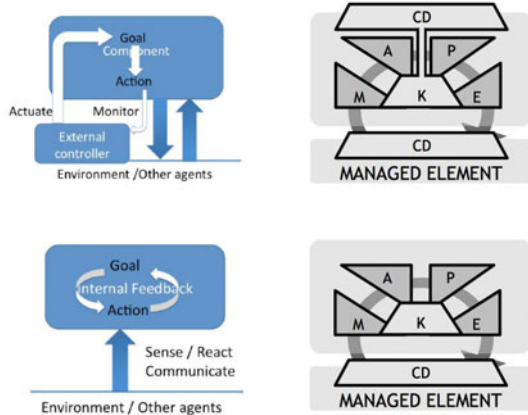 Goal
Component
Action
Actuate
Monitor
External
controller
Environment /Other agents
CD
A
P
M
K
E
CD
MANAGED ELEMENT
Goal
Internal Feedback
Action
Sense / React
Communicate
Environment / Other agents
A
P
M
K
E
CD
MANAGED ELEMENT